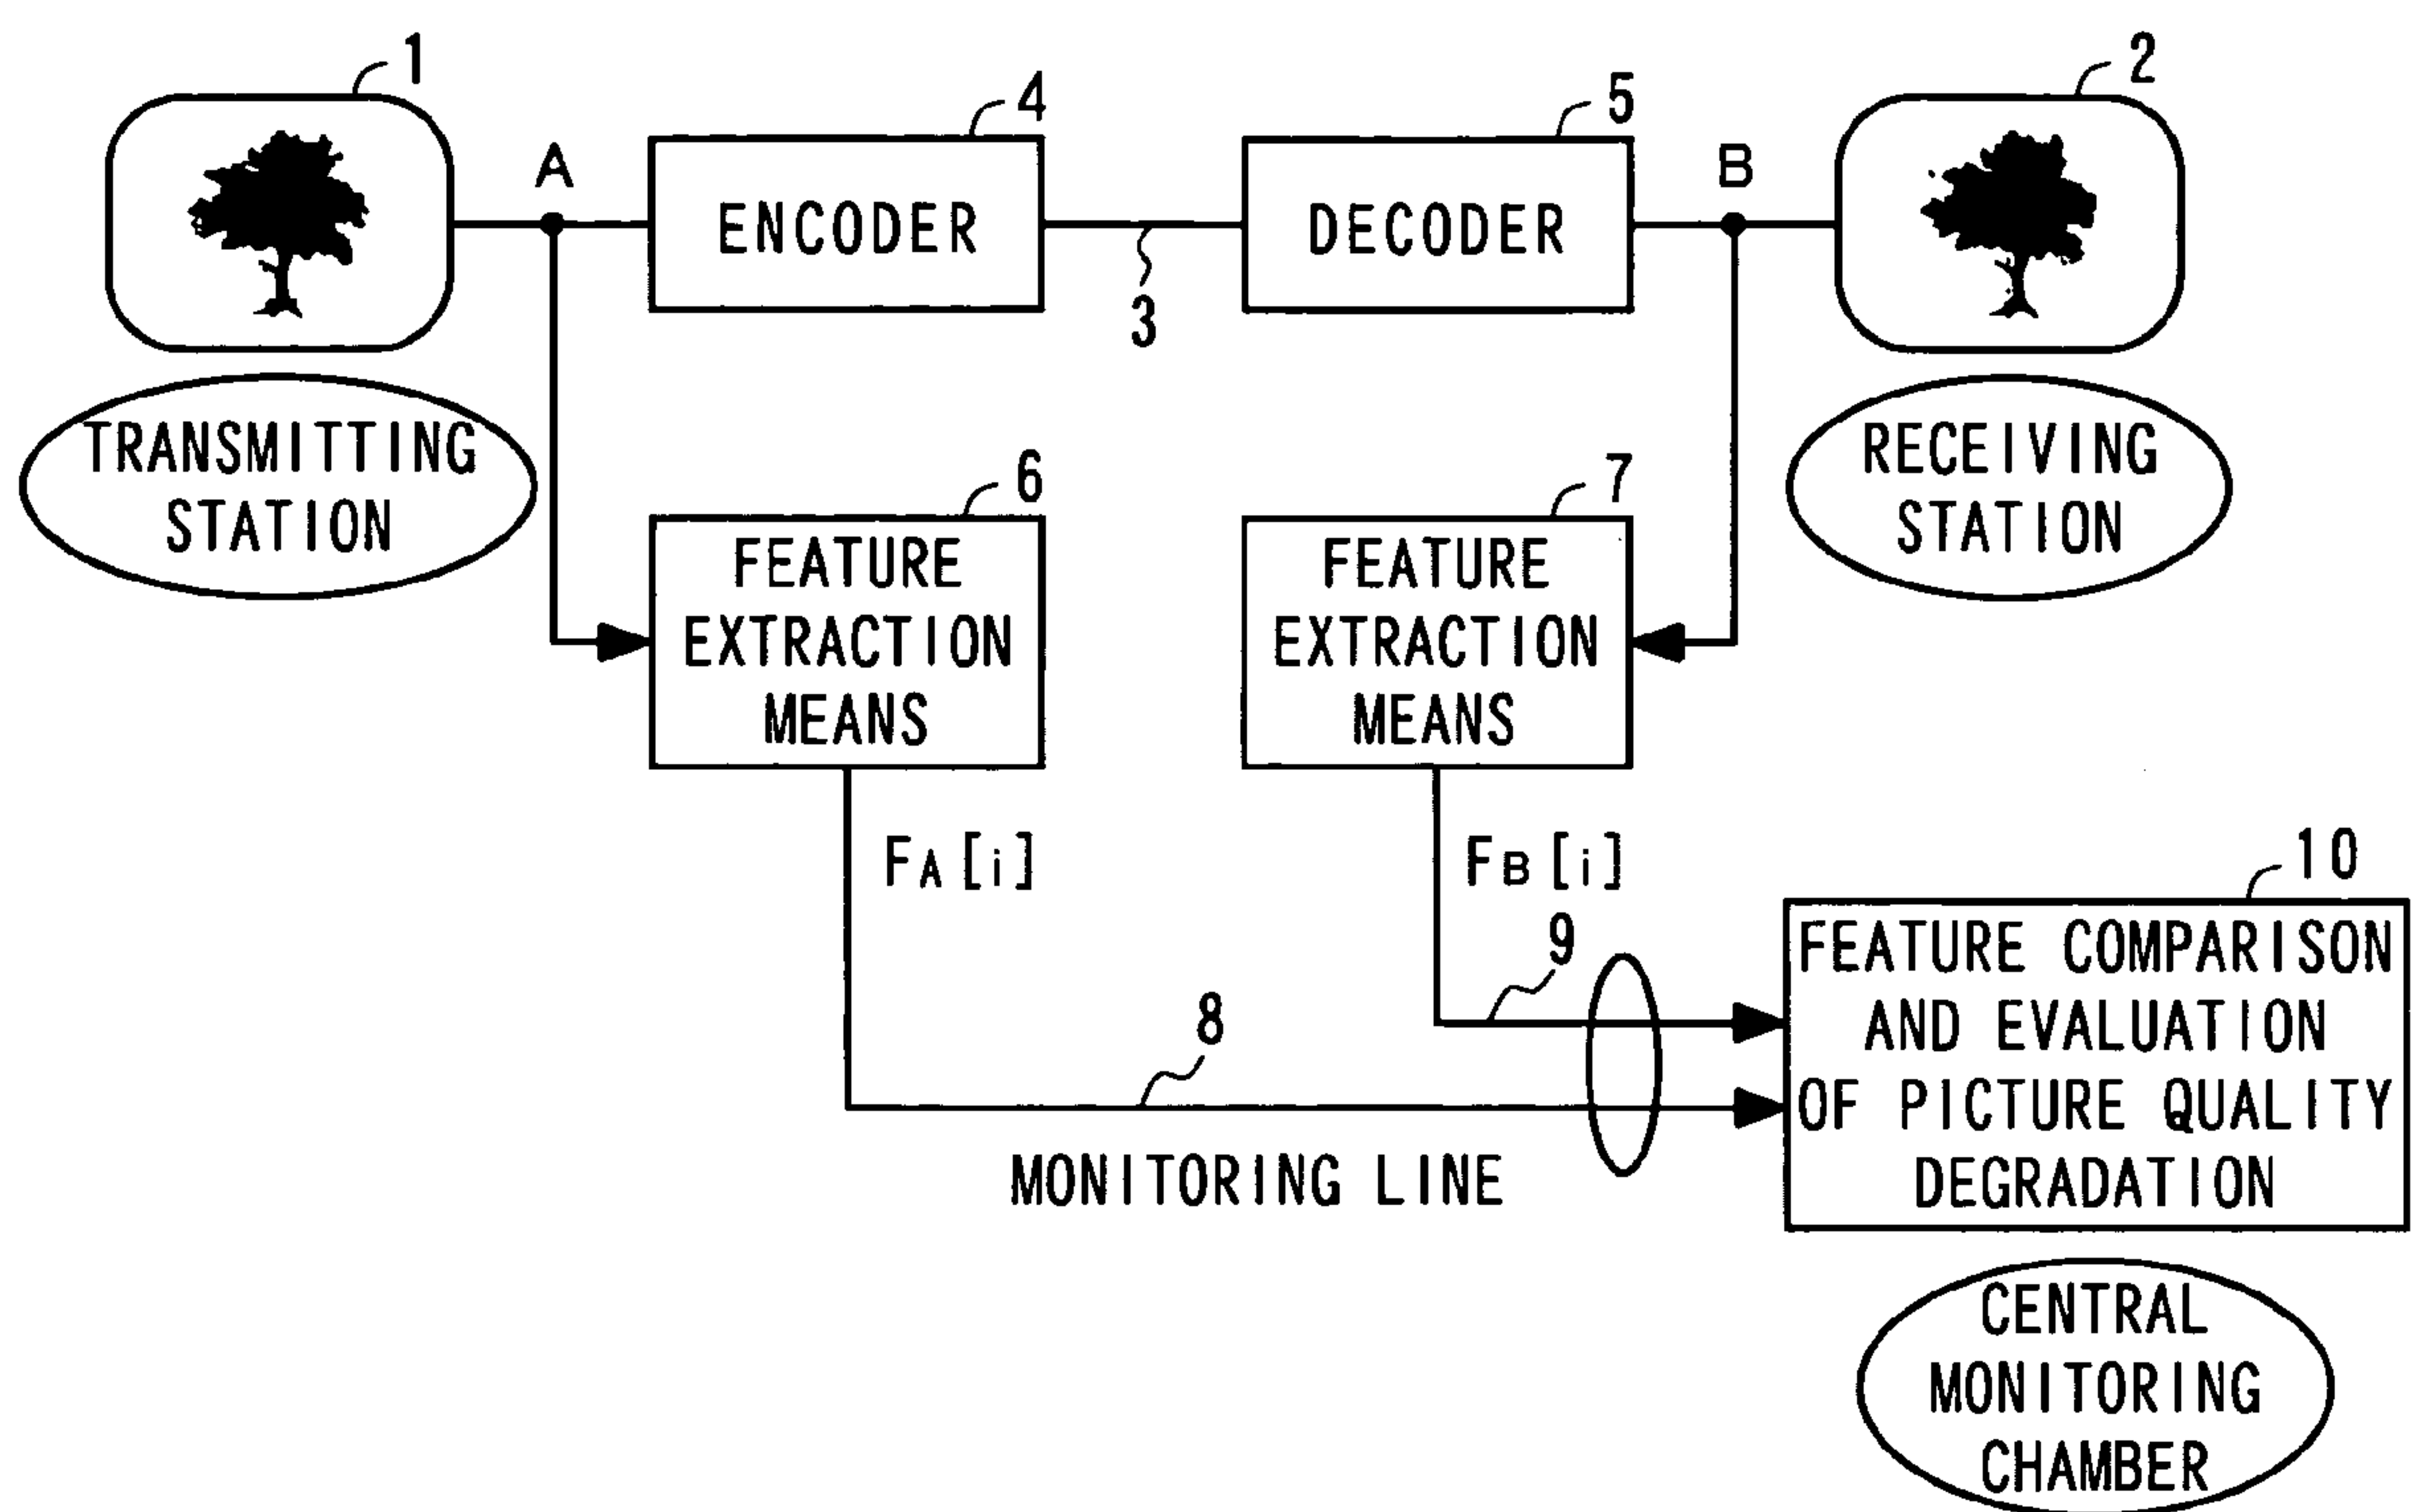 1
2
4
5
A
B
ENCODER
DECODER
3
TRANSMITTING
STATION
RECEIVING
STATION
6
7
FEATURE
EXTRACTION
MEANS
FEATURE
EXTRACTION
MEANS
FA[i]
FB[i]
10
9
8
FEATURE COMPARISON
AND EVALUATION
OF PICTURE QUALITY
DEGRADATION
MONITORING LINE
CENTRAL
MONITORING
CHAMBER